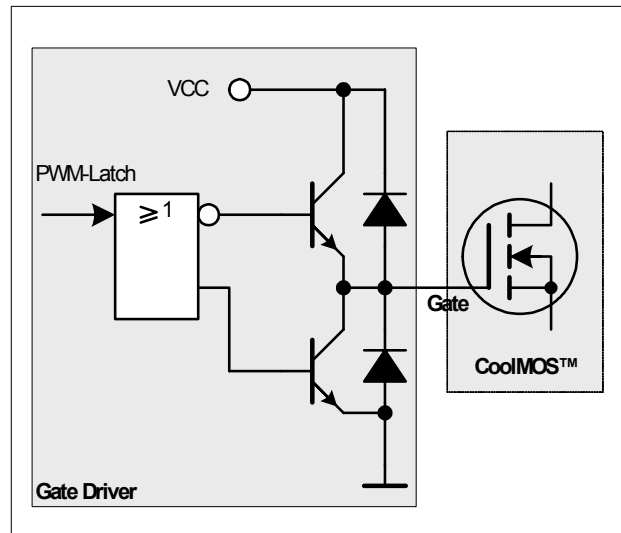 VCC
PWM-Latch
≥1
Gate
CoolMOS™
Gate Driver